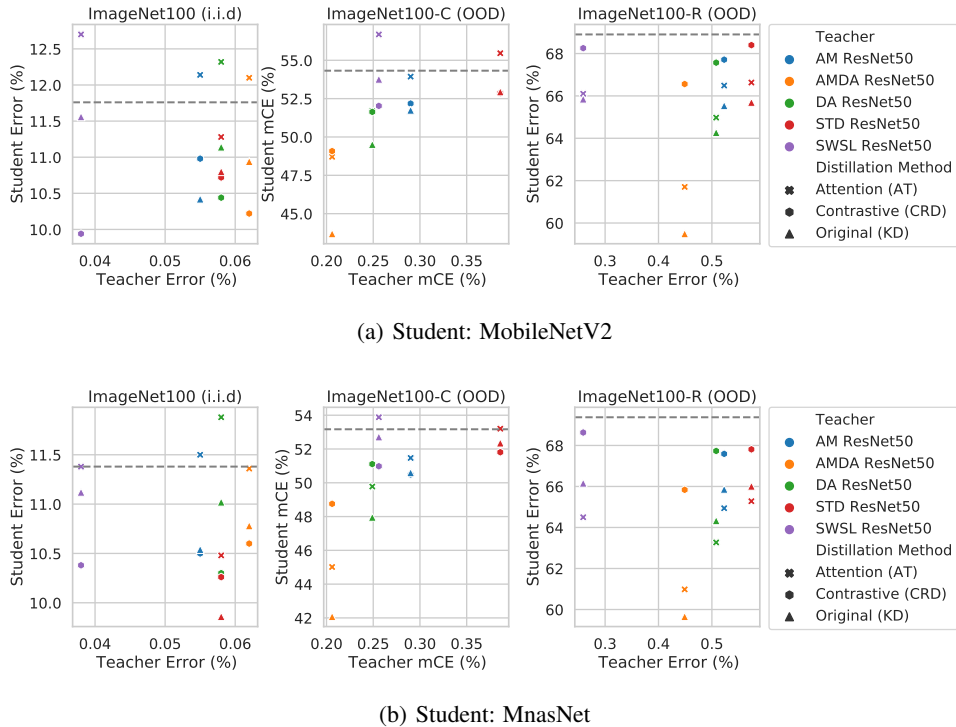 ImageNet100 (i.i.d)
ImageNet100-C (OOD)
ImageNet100-R (OOD)
Student Error (%)
12.5
12.0
11.5
11.0
10.5
10.0
0.04
0.05
0.06
Teacher Error (%)
Student mCE (%)
55.0
52.5
50.0
47.5
45.0
0.20
0.25
0.30
0.35
Teacher mCE (%)
Student Error (%)
68
66
64
62
60
0.3
0.4
0.5
Teacher Error (%)
Teacher
AM ResNet50
AMDA ResNet50
DA ResNet50
STD ResNet50
SWSL ResNet50
Distillation Method
Attention (AT)
Contrastive (CRD)
Original (KD)
(a) Student: MobileNetV2
ImageNet100 (i.i.d)
ImageNet100-C (OOD)
ImageNet100-R (OOD)
Student Error (%)
11.5
11.0
10.5
10.0
0.04
0.05
0.06
Teacher Error (%)
Student mCE (%)
54
52
50
48
46
44
42
0.20
0.25
0.30
0.35
Teacher mCE (%)
Student Error (%)
68
66
64
62
60
0.3
0.4
0.5
Teacher Error (%)
Teacher
AM ResNet50
AMDA ResNet50
DA ResNet50
STD ResNet50
SWSL ResNet50
Distillation Method
Attention (AT)
Contrastive (CRD)
Original (KD)
(b) Student: MnasNet